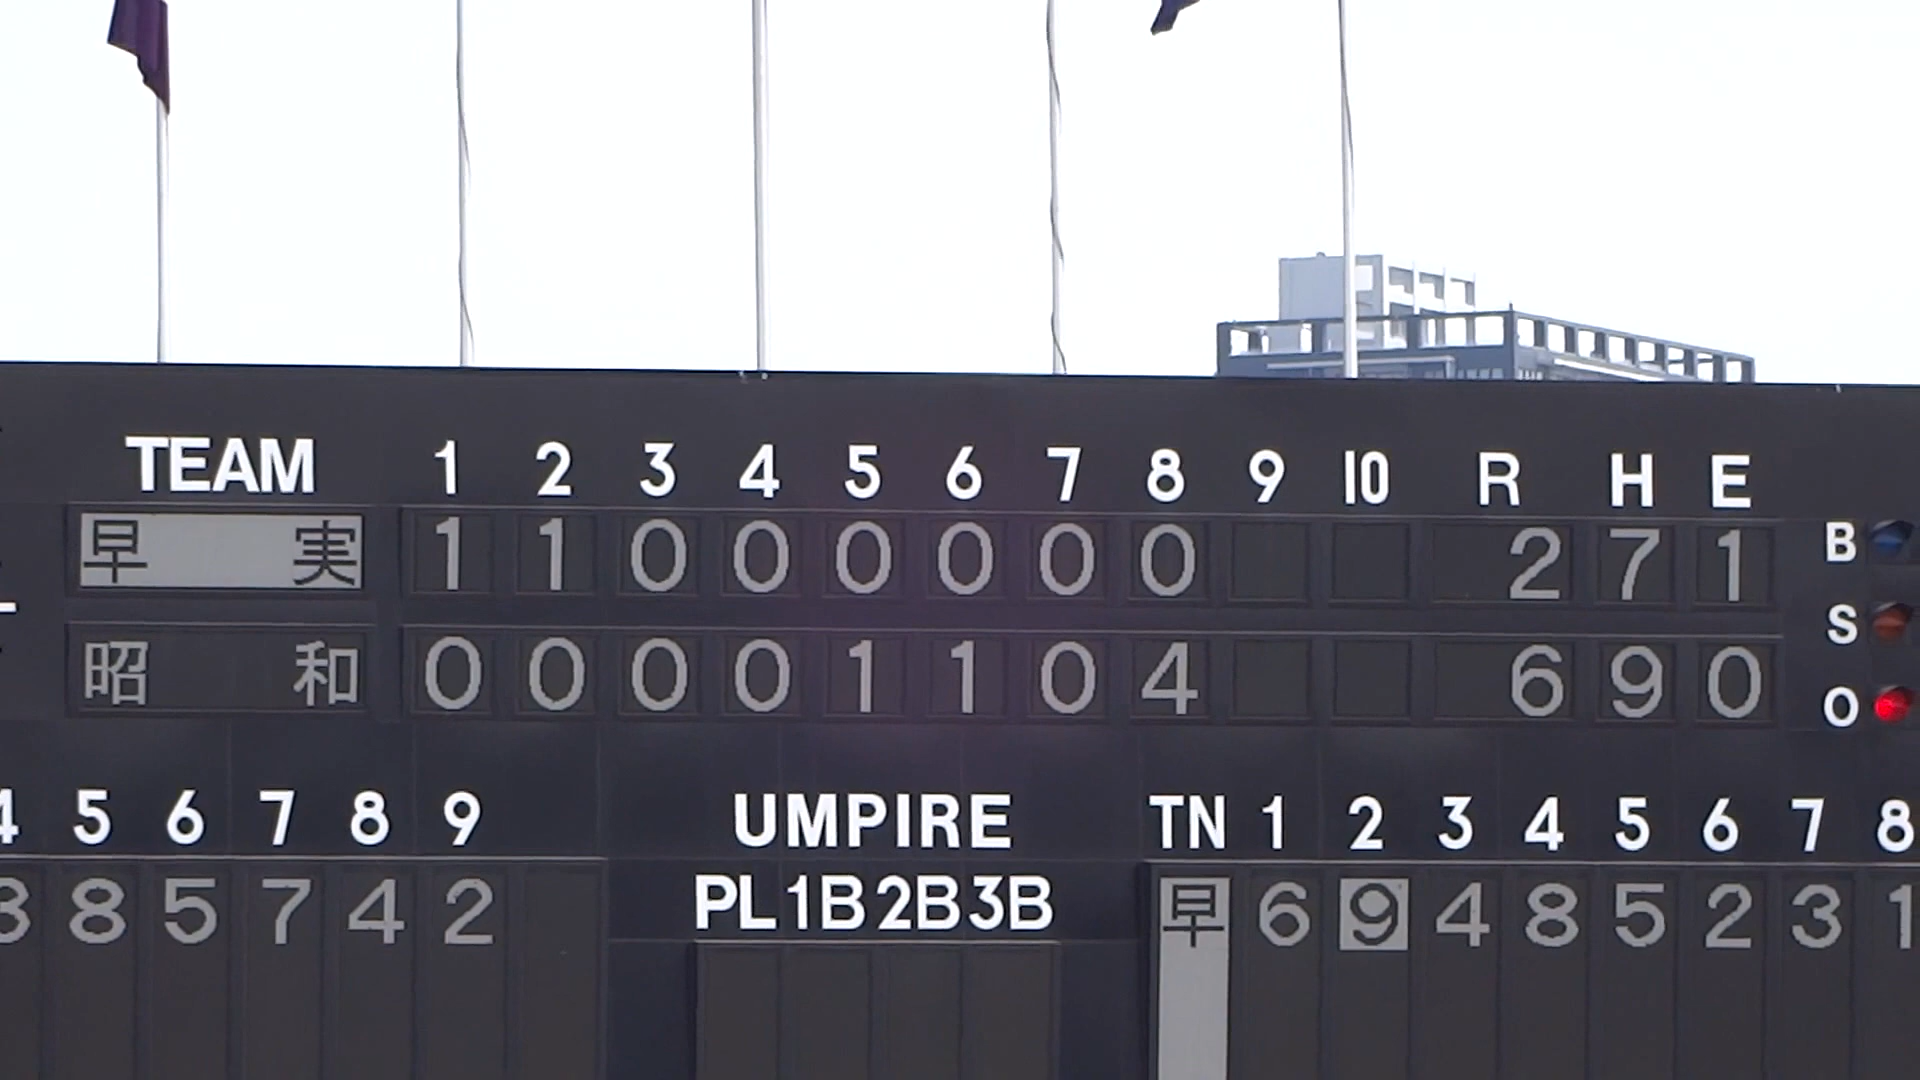 TEAM 1 2 3 4 5 6 7 8 9 10 R H E
早実 1 1 0 0 0 0 0 0 2 7 1 B
昭和 0 0 0 0 1 1 0 4 6 9 0 S
O
4 5 6 7 8 9 UMPIRE TN 1 2 3 4 5 6 7 8
3 8 5 7 4 2 PL 1B 2B 3B 早 6 9 4 8 5 2 3 1